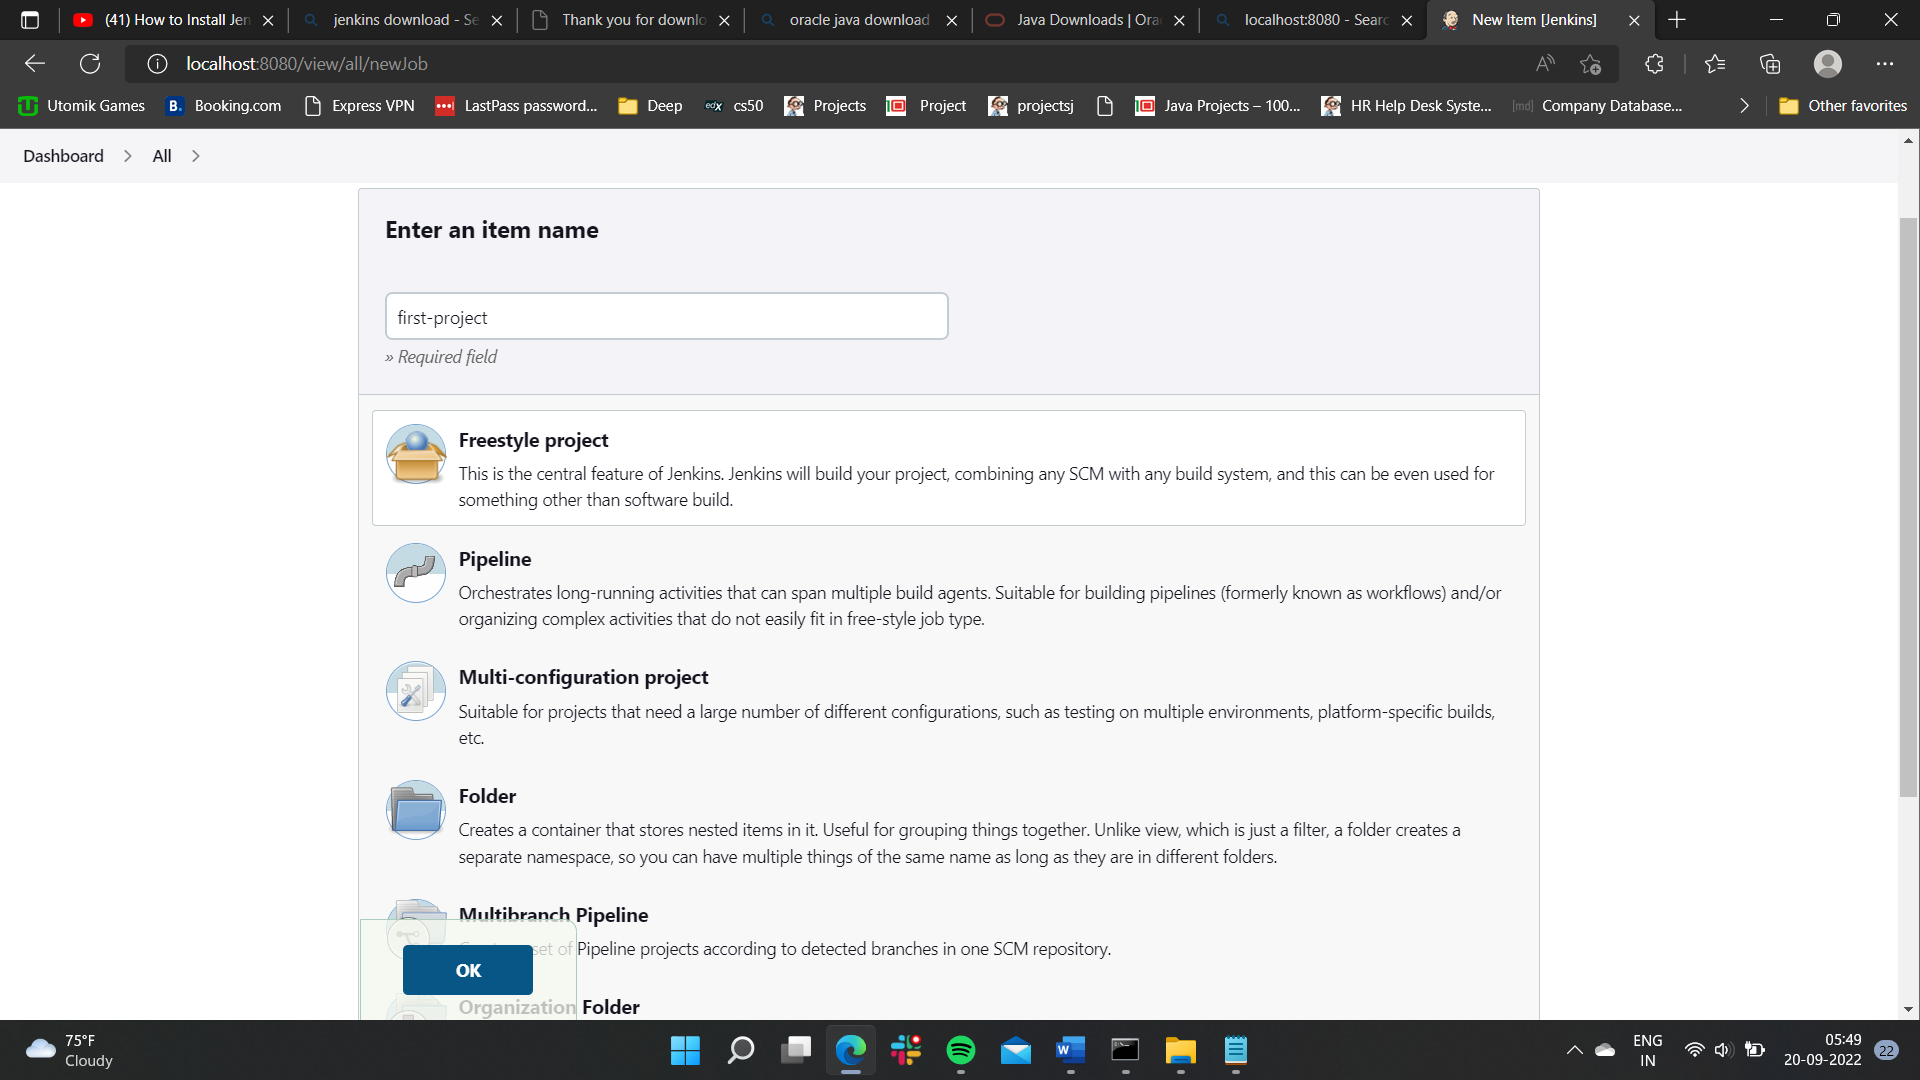 (41) How to Install Jen
jenkins download - Se
Thank you for downlo
oracle java download
Java Downloads | Ora
localhost:8080 - Searc
New Item [Jenkins]
localhost:8080/view/all/newJob
Utomik Games
Booking.com
Express VPN
LastPass password...
Deep
cs50
Projects
Project
projectsj
Java Projects – 100...
HR Help Desk Syste...
Company Database...
Other favorites
Dashboard
All
Enter an item name
first-project
» Required field
Freestyle project
This is the central feature of Jenkins. Jenkins will build your project, combining any SCM with any build system, and this can be even used for
something other than software build.
Pipeline
Orchestrates long-running activities that can span multiple build agents. Suitable for building pipelines (formerly known as workflows) and/or
organizing complex activities that do not easily fit in free-style job type.
Multi-configuration project
Suitable for projects that need a large number of different configurations, such as testing on multiple environments, platform-specific builds,
etc.
Folder
Creates a container that stores nested items in it. Useful for grouping things together. Unlike view, which is just a filter, a folder creates a
separate namespace, so you can have multiple things of the same name as long as they are in different folders.
Multibranch Pipeline
set of Pipeline projects according to detected branches in one SCM repository.
OK
Organization Folder
75°F
Cloudy
ENG
IN
05:49
20-09-2022
22